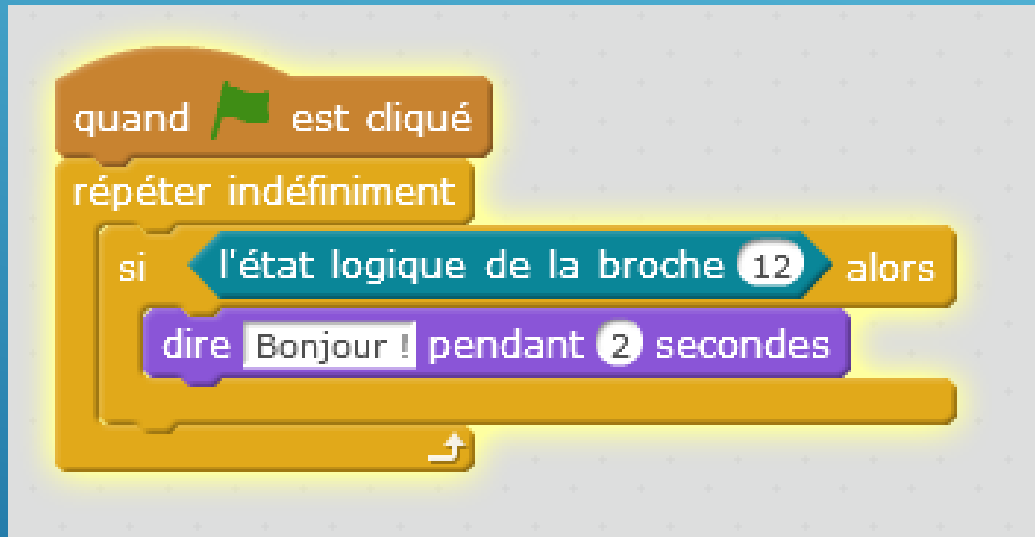 quand est cliqué
répéter indéfiniment
si l'état logique de la broche 12 alors
dire Bonjour ! pendant 2 secondes